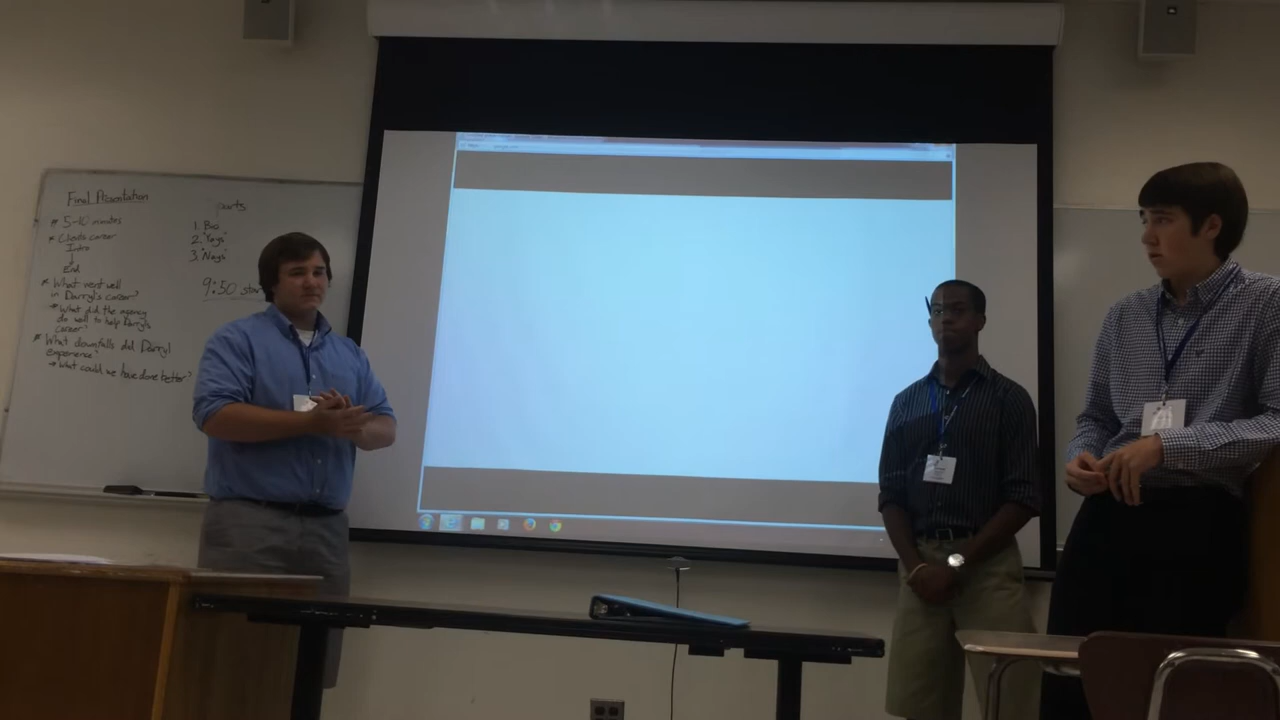 Final Presentation
* 5-10 minutes
* Clients career
Intro
↓
End
* What went well
in Darryl's career?
→ What did the agency
do well to help Darryl's
career?
* What downfalls did Darryl
experience?
→ What could we have done better?
parts
1. Bio
2. "Yays"
3. "Nays"
9:50 start